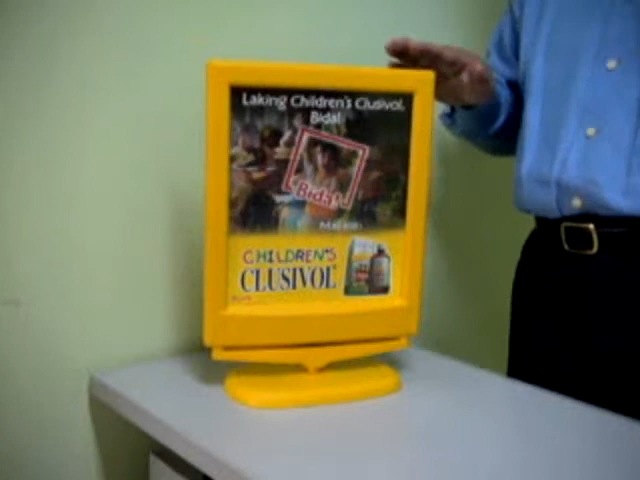 Laking Children's Clusivol,
Bida!
Bida!
CHILDREN'S
CLUSIVOL